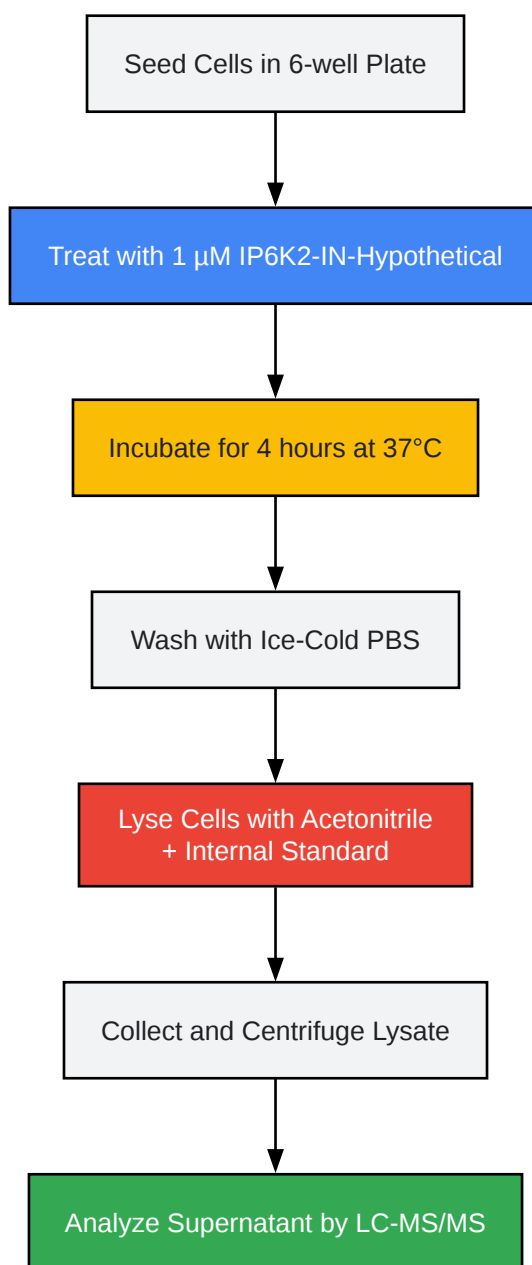 Seed Cells in 6-well Plate
Treat with 1 µM IP6K2-IN-Hypothetical
Incubate for 4 hours at 37°C
Wash with Ice-Cold PBS
Lyse Cells with Acetonitrile
+ Internal Standard
Collect and Centrifuge Lysate
Analyze Supernatant by LC-MS/MS